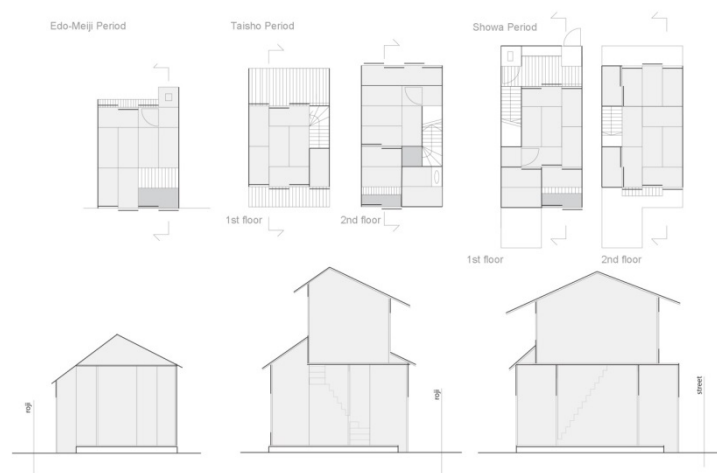 Edo-Meiji Period
Taisho Period
Showa Period
1st floor
2nd floor
1st floor
2nd floor
roji
roji
street